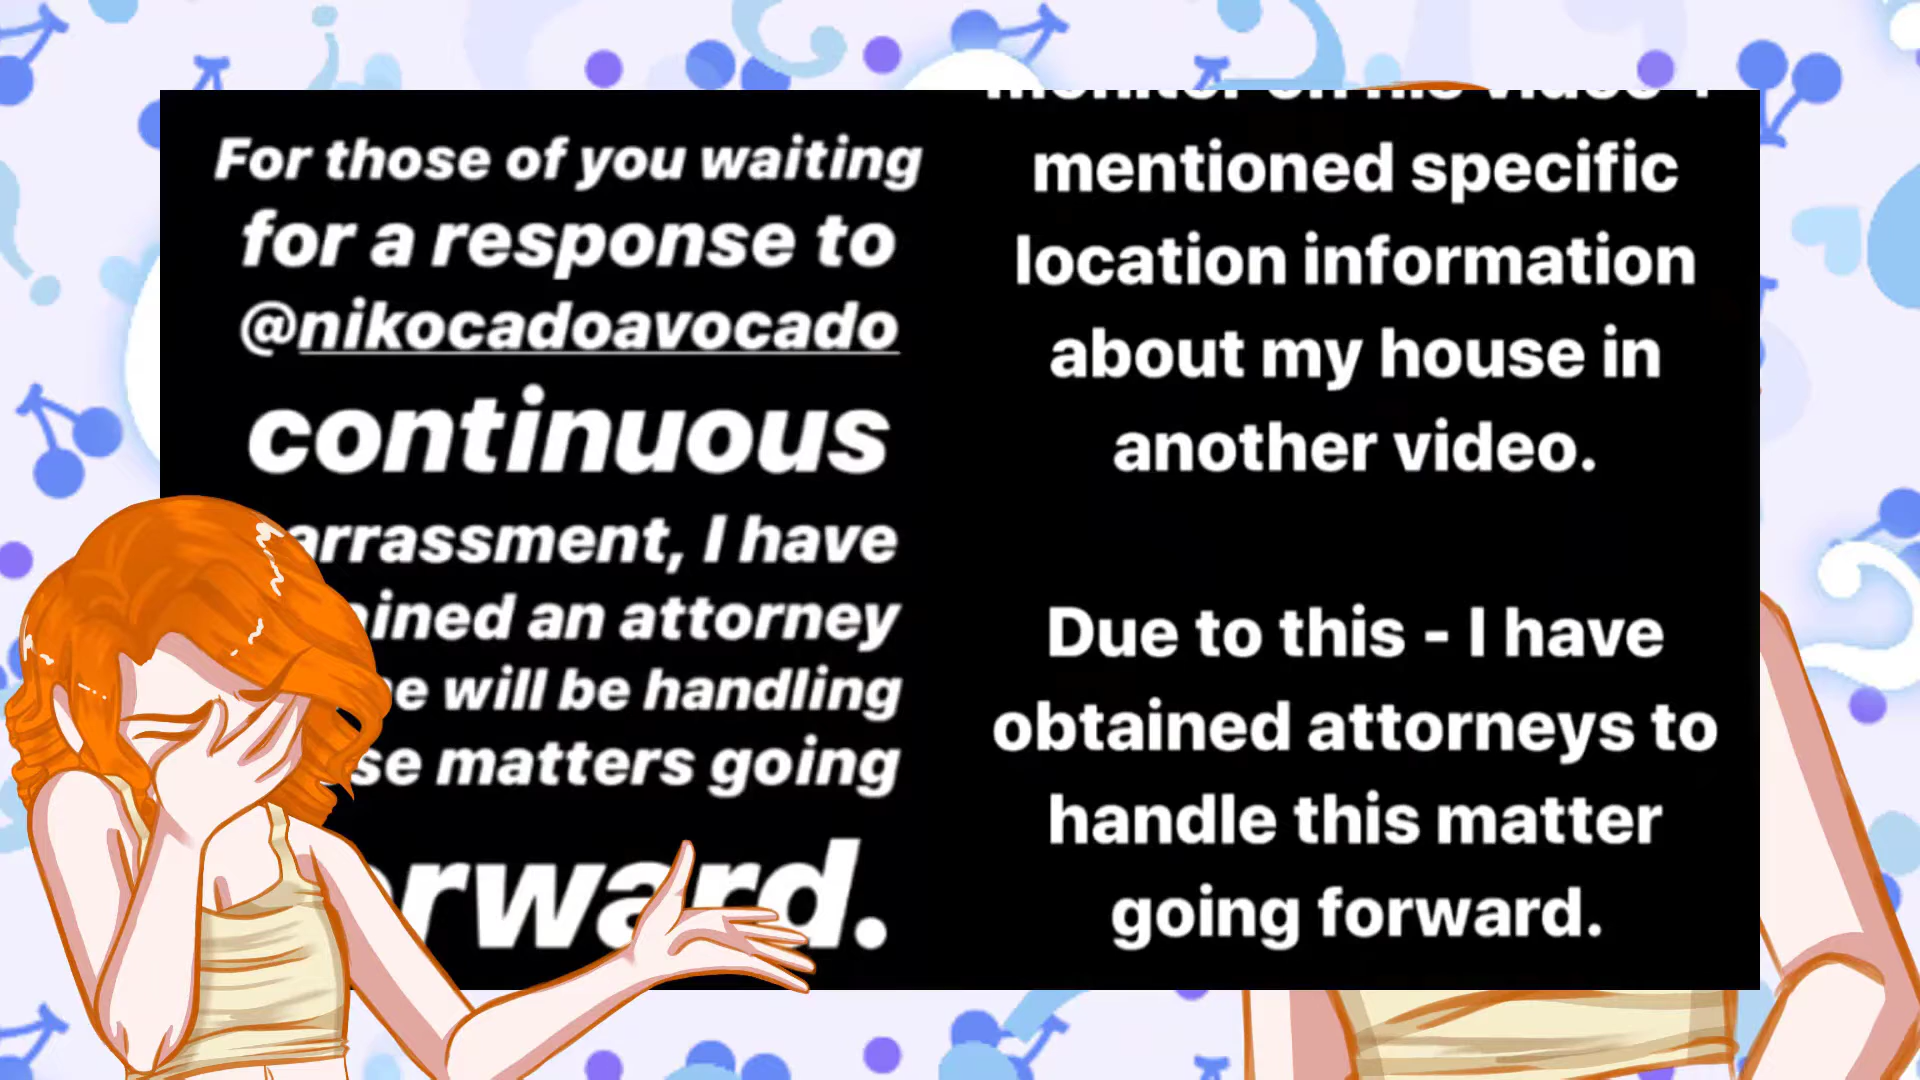 For those of you waiting
for a response to
@nikocadoavocado
continuous
arrassment, I have
ained an attorney
e will be handling
se matters going
rward.
mentioned specific
location information
about my house in
another video.
Due to this - I have
obtained attorneys to
handle this matter
going forward.